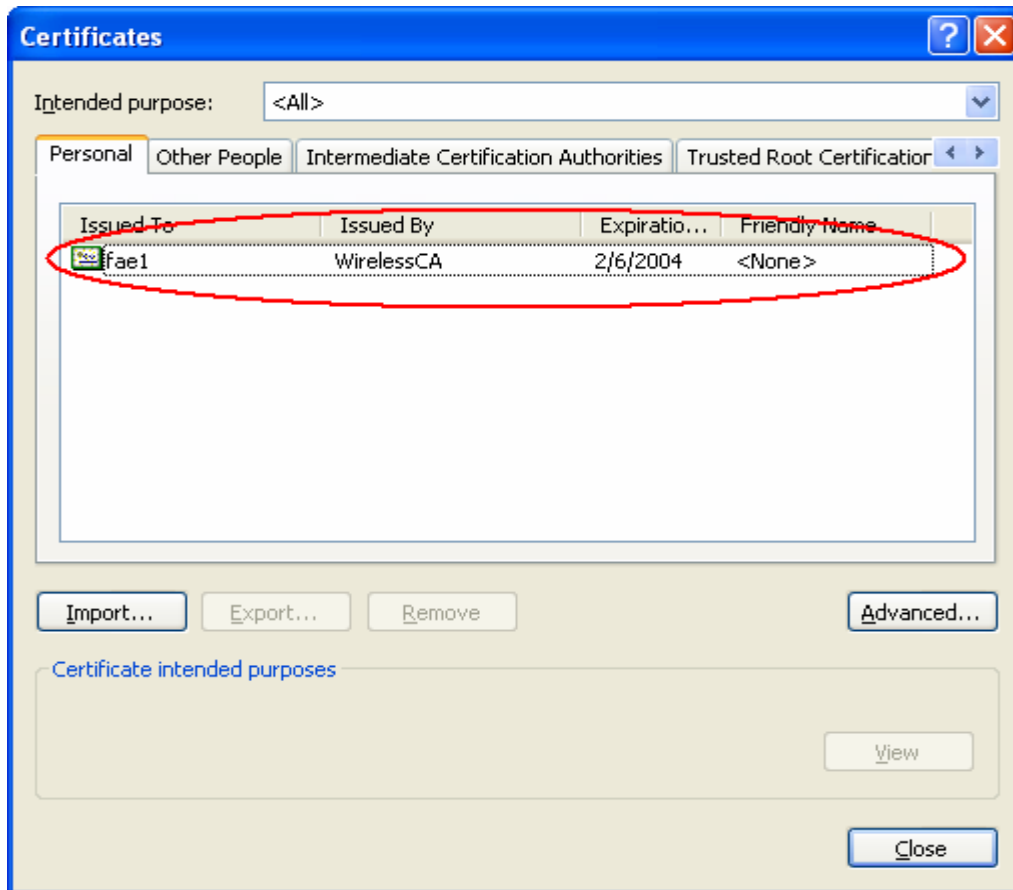 Certificates
Intended purpose: <All>
Personal Other People Intermediate Certification Authorities Trusted Root Certification
Issued To Issued By Expiratio... Friendly Name
fae1 WirelessCA 2/6/2004 <None>
Import... Export... Remove Advanced...
Certificate intended purposes
View
Close